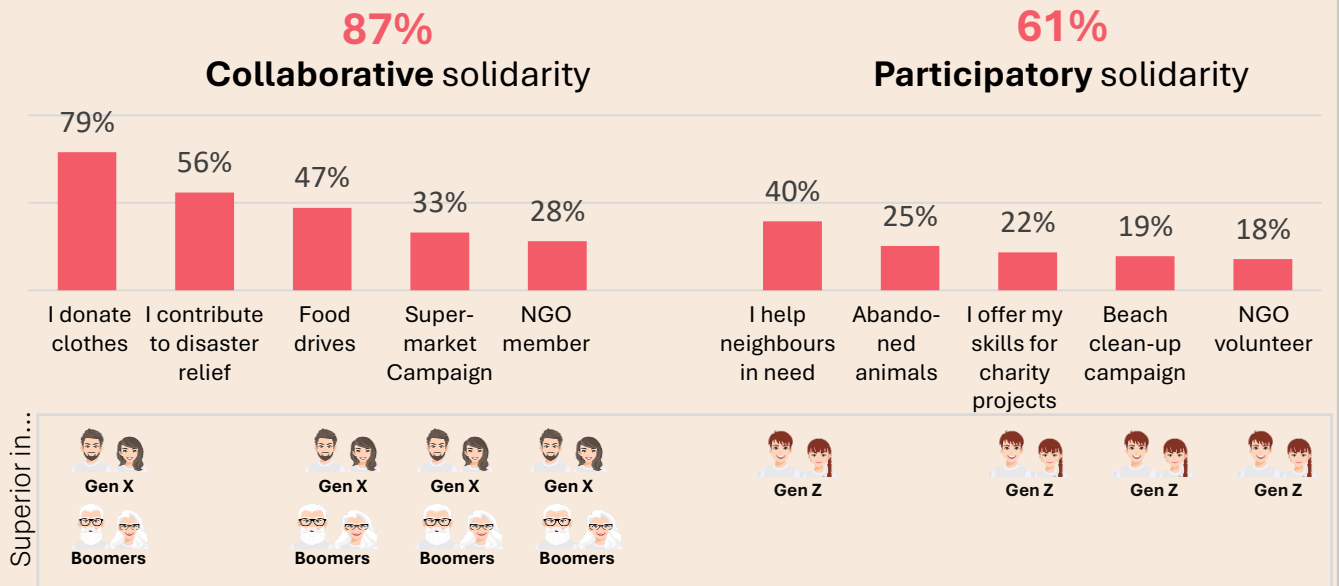 87%
Collaborative solidarity
61%
Participatory solidarity
79%
56%
47%
33%
28%
40%
25%
22%
19%
18%
I donate
clothes
I contribute
to disaster
relief
Food
drives
Super-
market
Campaign
NGO
member
I help
neighbours
in need
Abando-
ned
animals
I offer my
skills for
charity
projects
Beach
clean-up
campaign
NGO
volunteer
Superior in...
Gen X
Gen X
Gen X
Gen X
Gen Z
Gen Z
Gen Z
Gen Z
Boomers
Boomers
Boomers
Boomers